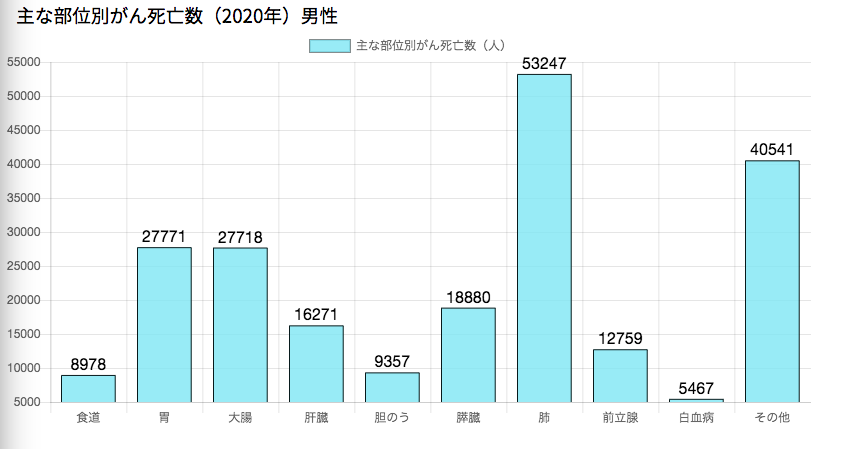 主な部位別がん死亡数（2020年）男性
主な部位別がん死亡数（人）
55000
50000
45000
40000
35000
30000
25000
20000
15000
10000
5000
8978
27771
27718
16271
9357
18880
53247
12759
5467
40541
食道
胃
大腸
肝臓
胆のう
膵臓
肺
前立腺
白血病
その他